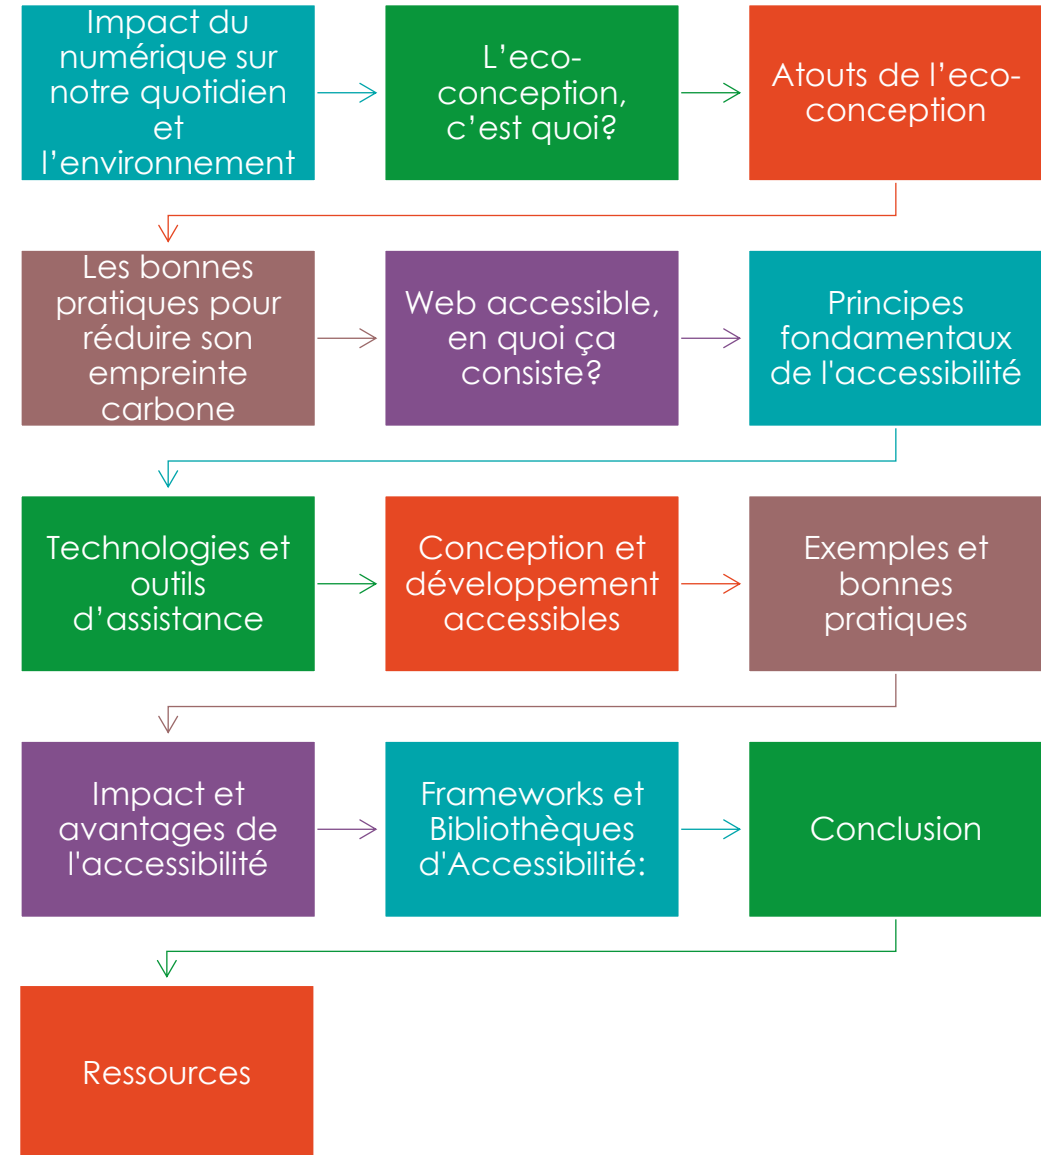 Impact du
numérique sur
notre quotidien
et
l’environnement
L’eco-
conception,
c’est quoi?
Atouts de l’eco-
conception
Les bonnes
pratiques pour
réduire son
empreinte
carbone
Web accessible,
en quoi ça
consiste?
Principes
fondamentaux
de l'accessibilité
Technologies et
outils
d’assistance
Conception et
développement
accessibles
Exemples et
bonnes
pratiques
Impact et
avantages de
l'accessibilité
Frameworks et
Bibliothèques
d'Accessibilité:
Conclusion
Ressources